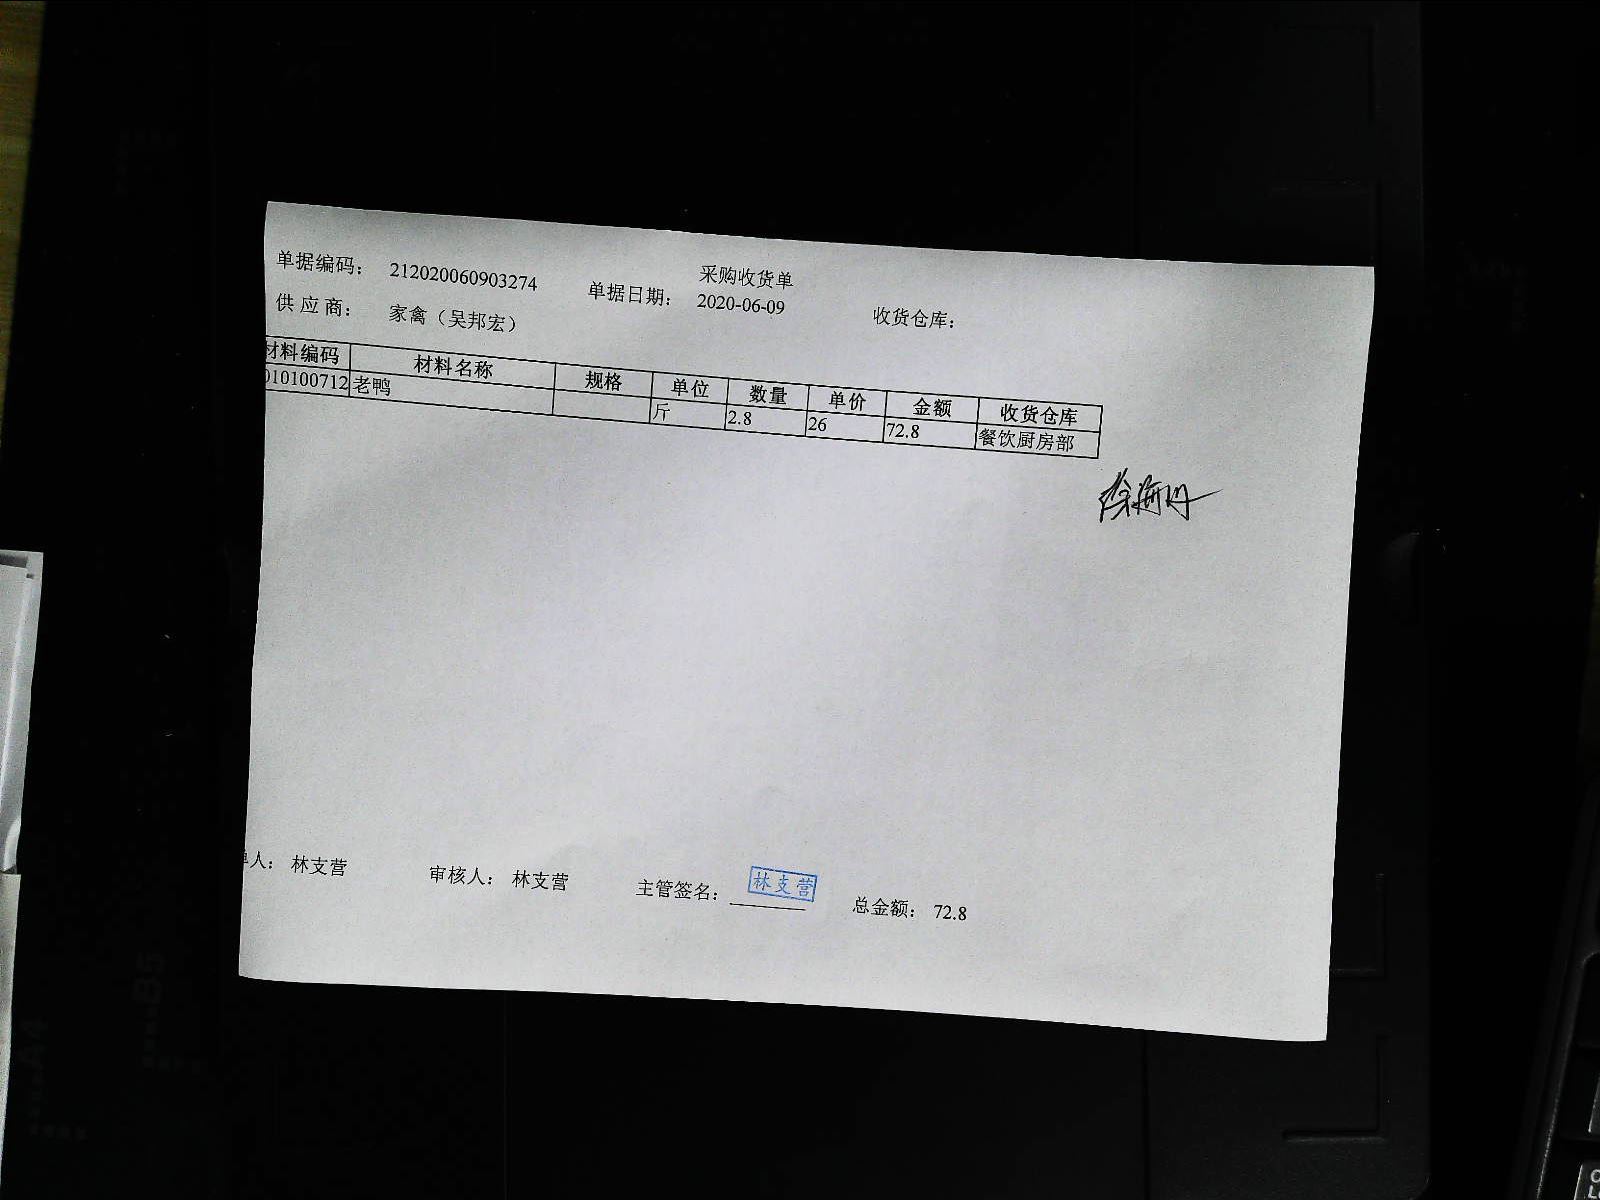 采购收货单
单据编码： 212020060903274 单据日期： 2020-06-09 收货仓库：
供 应 商： 家禽（吴邦宏）
材料编码 材料名称 规格 单位 数量 单价 金额 收货仓库
010100712 老鸭 斤 2.8 26 72.8 餐饮厨房部
单人： 林支营 审核人： 林支营 主管签名： 林支营 总金额： 72.8
B5
A4